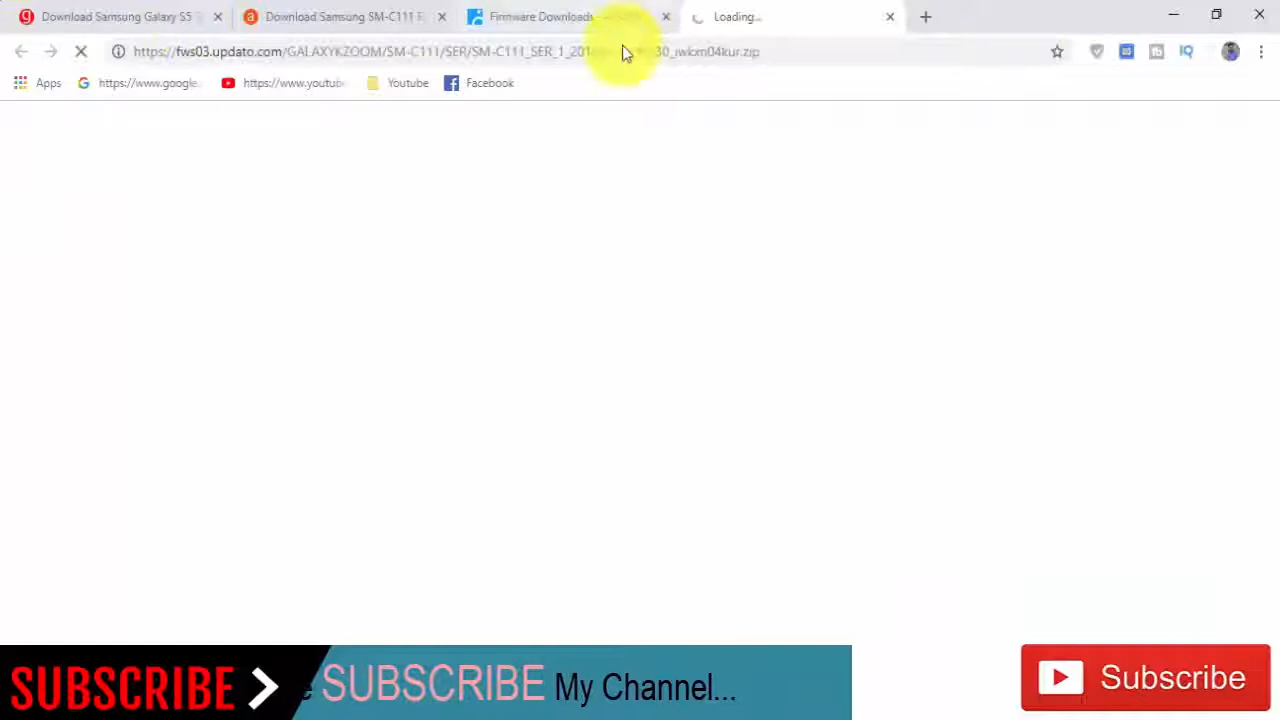 Download Samsung Galaxy S5
Download Samsung SM-C111 F
Firmware Downloads
Loading...
https://fws03.updato.com/GALAXYKZOOM/SM-C111/SER/SM-C111_SER_1_201
30_iwkxm04kur.zip
Apps
https://www.google
https://www.youtub
Youtube
Facebook
SUBSCRIBE
SUBSCRIBE My Channel...
Subscribe